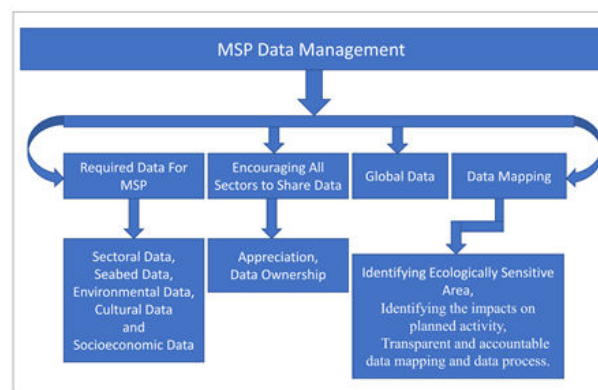 MSP Data Management
Required Data For
MSP
Encouraging All
Sectors to Share Data
Global Data
Data Mapping
Sectoral Data,
Seabed Data,
Environmental Data,
Cultural Data
and
Socioeconomic Data
Appreciation,
Data Ownership
Identifying Ecologically Sensitive
Area,
Identifying the impacts on
planned activity,
Transparent and accountable
data mapping and data process.